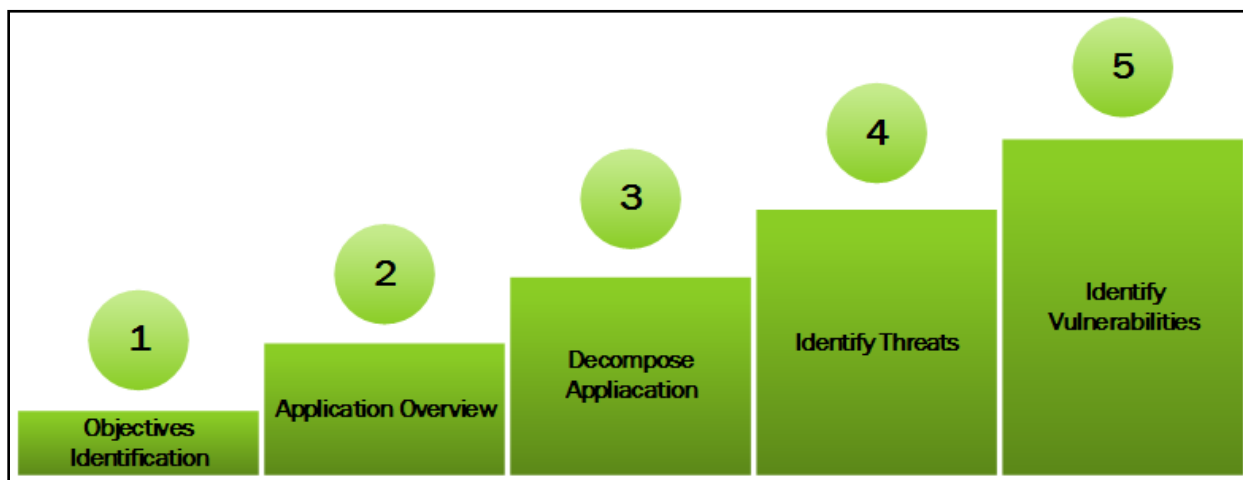 1
Objectives
Identification
2
Application Overview
3
Decompose
Appliacation
4
Identify Threats
5
Identify
Vulnerabilities